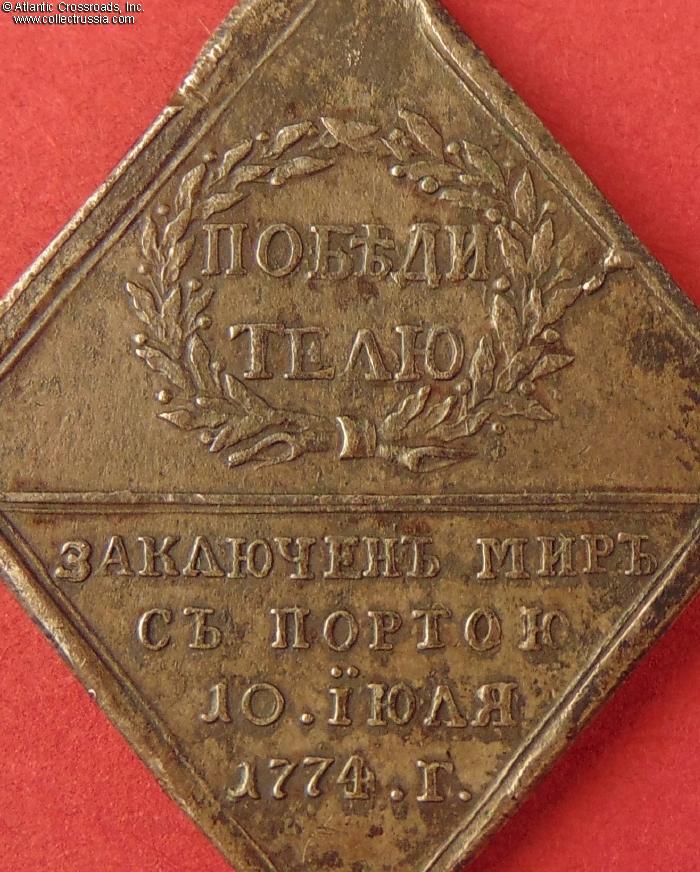 © Atlantic Crossroads, Inc.
www.collectrussia.com
ПОБѢДИ
ТЕЛЮ
ЗАКЛЮЧЕНЪ МИРЪ
СЪ ПОРТОЮ
10.ЇЮЛЯ
1774.Г.